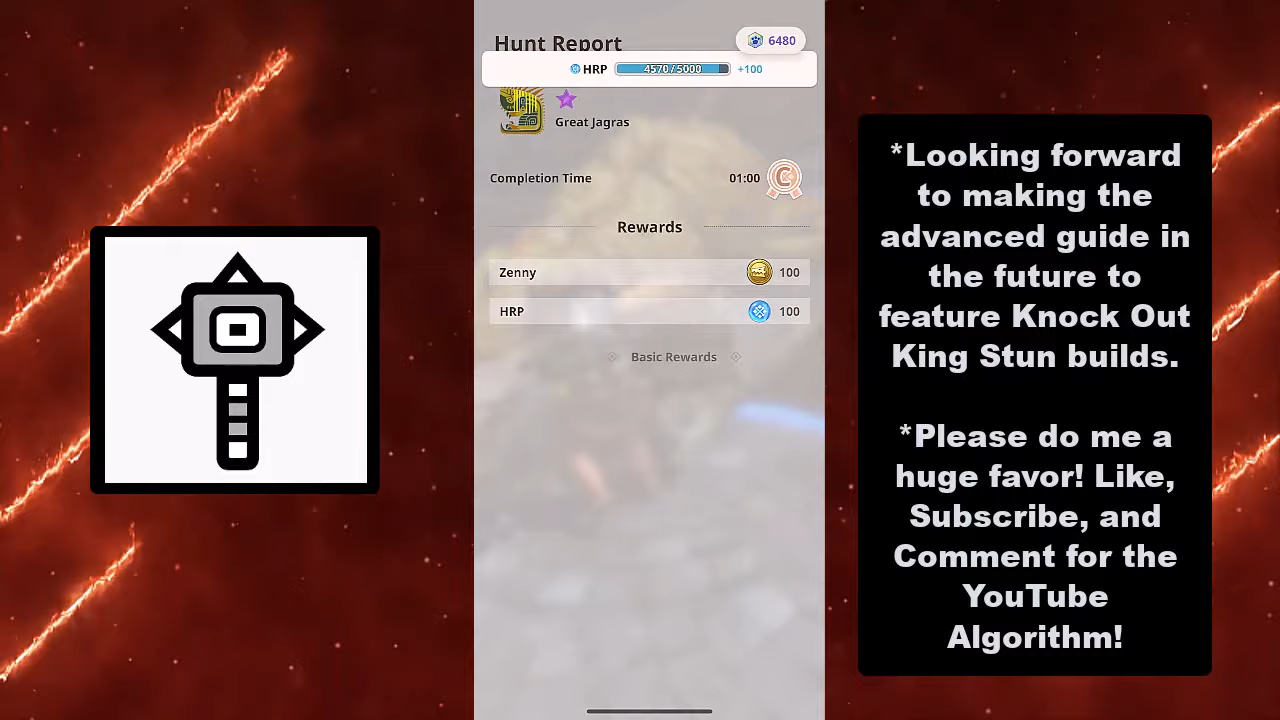 Hunt Report
6480
HRP 4570/5000 +100
Great Jagras
Completion Time 01:00 C
Rewards
Zenny 100
HRP 100
Basic Rewards
*Looking forward
to making the
advanced guide in
the future to
feature Knock Out
King Stun builds.
*Please do me a
huge favor! Like,
Subscribe, and
Comment for the
YouTube
Algorithm!